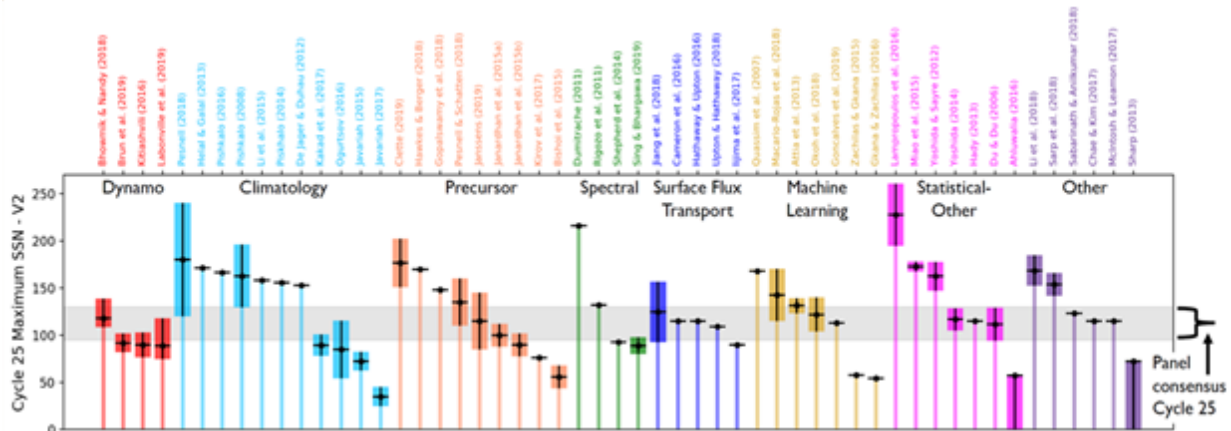 Bhowmik & Nandy (2018)
Brun et al. (2019)
Kitiashvili (2016)
Labonville et al. (2019)
Pesnell (2018)
Helal & Galal (2013)
Pishkalo (2016)
Pishkalo (2008)
Li et al. (2015)
Pishkalo (2014)
De Jager & Duhau (2012)
Kakad et al. (2017)
Ogurtsov (2016)
Javaraiah (2015)
Javaraiah (2017)
Clette (2019)
Hawkes & Berger (2018)
Gopalswamy et al. (2018)
Pesnell & Schatten (2018)
Janssens (2019)
Janardhan et al. (2015a)
Janardhan et al. (2015b)
Kirov et al. (2017)
Bishoi et al. (2015)
Dumitrache (2011)
Rigozo et al. (2011)
Shepherd et al. (2014)
Sing & Bhargawa (2019)
Jiang et al. (2018)
Cameron et al. (2016)
Hathaway & Upton (2016)
Upton & Hathaway (2018)
Iijima et al. (2017)
Quassim et al. (2007)
Macario-Rojas et al. (2018)
Attia et al. (2013)
Okoh et al. (2018)
Goncalves et al. (2019)
Zachias & Gkana (2015)
Gkana & Zachias (2016)
Lampropoulos et al. (2016)
Miao et al. (2015)
Yoshida & Sayre (2012)
Yoshida (2014)
Hady (2013)
Du & Du (2006)
Ahluwalia (2016)
Li et al. (2018)
Sarp et al. (2018)
Sabarinath & Anilkumar (2018)
Chae & Kim (2017)
McIntosh & Leamon (2017)
Sharp (2013)
Dynamo
Climatology
Precursor
Spectral
Surface Flux
Transport
Machine
Learning
Statistical-
Other
Other
Cycle 25 Maximum SSN - V2
250
200
150
100
50
0
Panel
consensus
Cycle 25